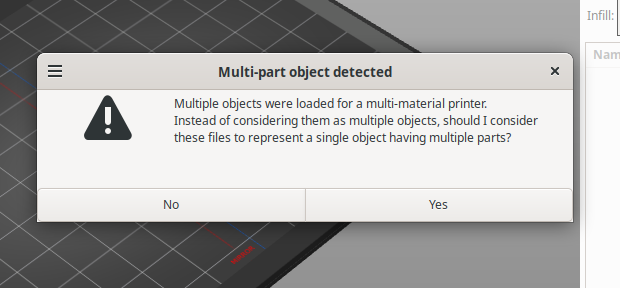 Infill:
Nam
Multi-part object detected
Multiple objects were loaded for a multi-material printer.
Instead of considering them as multiple objects, should I consider
these files to represent a single object having multiple parts?
No
Yes